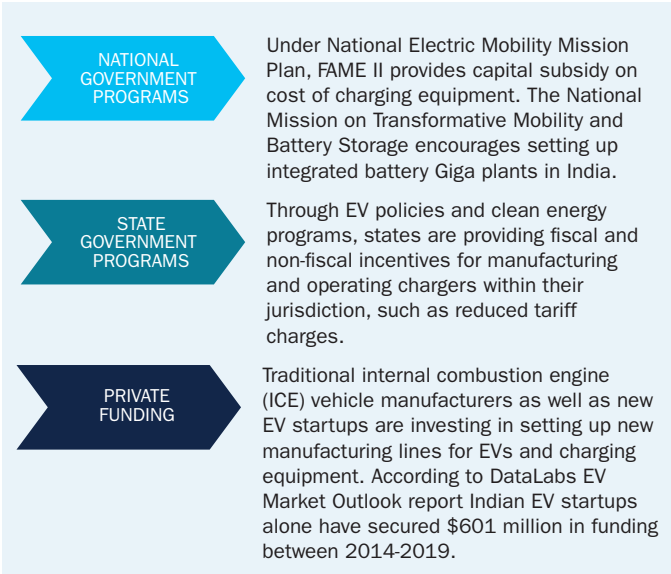 NATIONAL
GOVERNMENT
PROGRAMS
Under National Electric Mobility Mission
Plan, FAME II provides capital subsidy on
cost of charging equipment. The National
Mission on Transformative Mobility and
Battery Storage encourages setting up
integrated battery Giga plants in India.
STATE
GOVERNMENT
PROGRAMS
Through EV policies and clean energy
programs, states are providing fiscal and
non-fiscal incentives for manufacturing
and operating chargers within their
jurisdiction, such as reduced tariff
charges.
PRIVATE
FUNDING
Traditional internal combustion engine
(ICE) vehicle manufacturers as well as new
EV startups are investing in setting up new
manufacturing lines for EVs and charging
equipment. According to DataLabs EV
Market Outlook report Indian EV startups
alone have secured $601 million in funding
between 2014-2019.